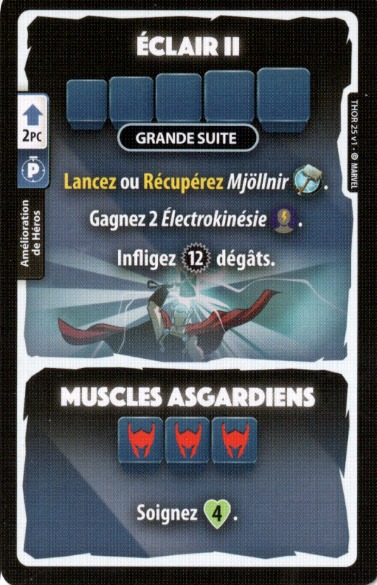 ÉCLAIR II
GRANDE SUITE
Lancez ou Récupérez Mjöllnir .
Gagnez 2 Électrokinésie .
Infligez 12 dégâts.
2PC
P
Amélioration
de Héros
THOR 25 v1 • © MARVEL
MUSCLES ASGARDIENS
Soignez 4 .